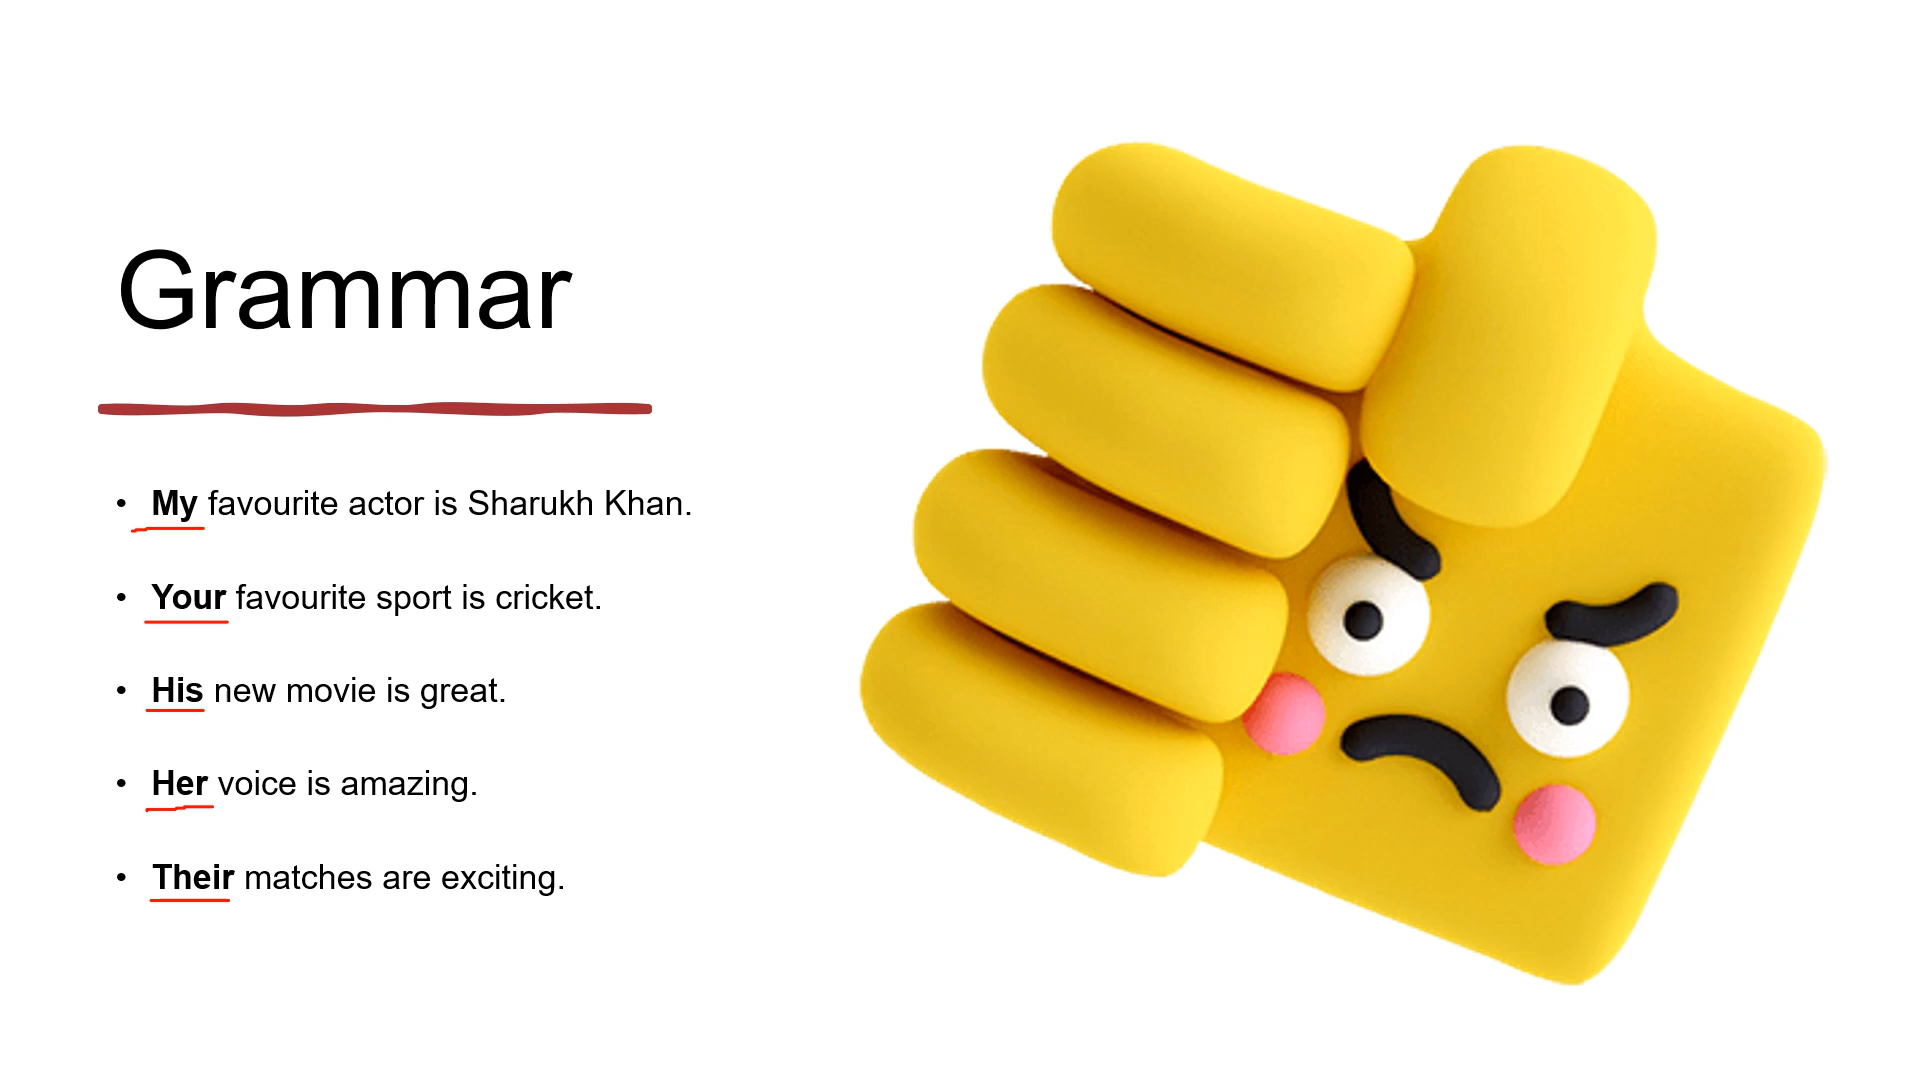 Grammar
• My favourite actor is Sharukh Khan.
• Your favourite sport is cricket.
• His new movie is great.
• Her voice is amazing.
• Their matches are exciting.